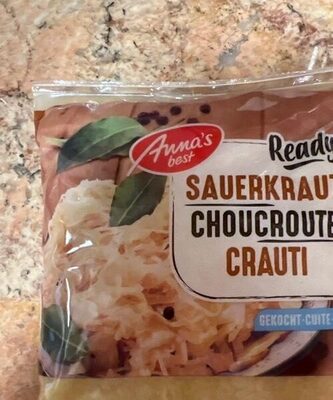 Anna's
best
Ready
SAUERKRAUT
CHOUCROUTE
CRAUTI
GEKOCHT·CUITE